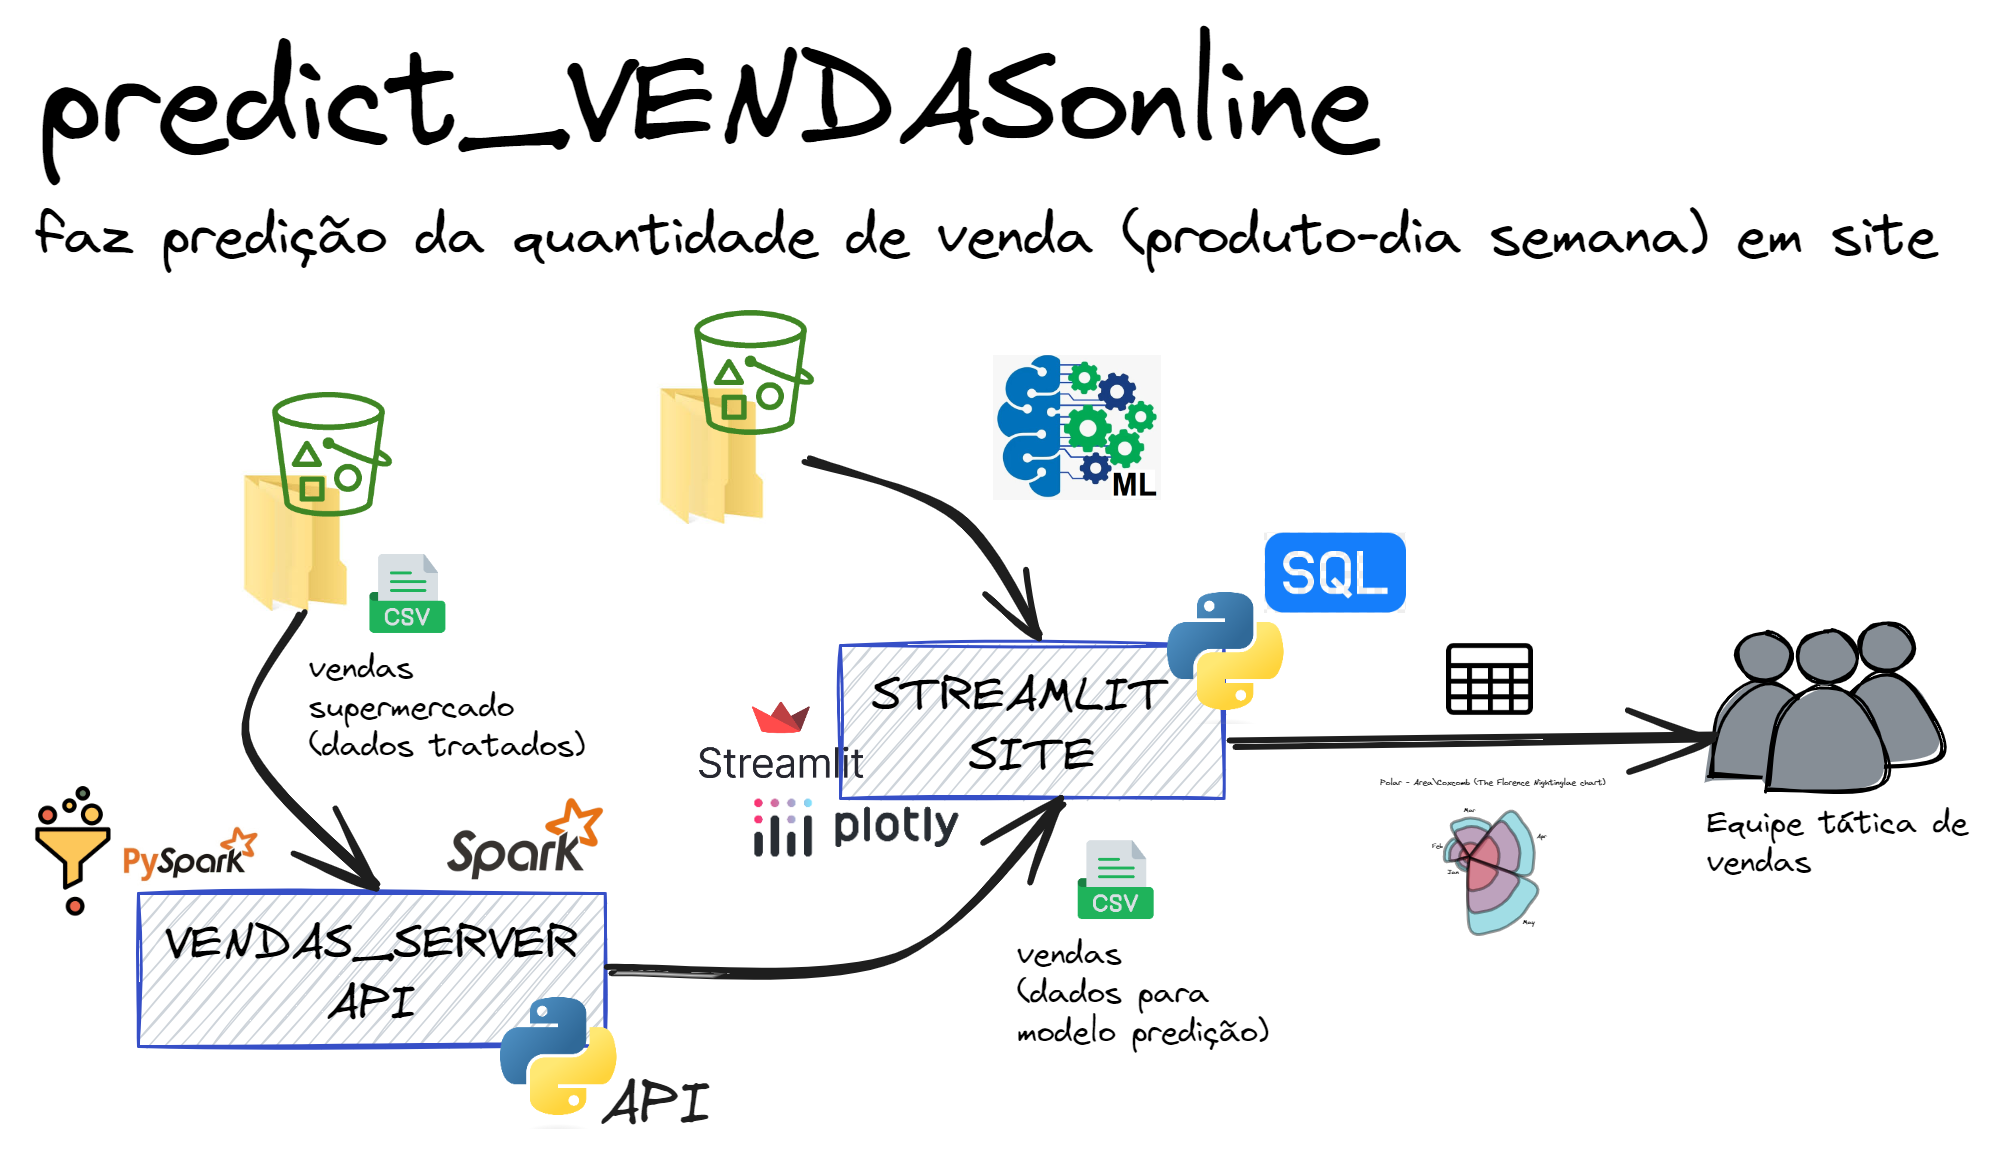 predict_VENDASonline
faz predição da quantidade de venda (produto-dia semana) em site
ML
SQL
CSV
vendas
supermercado
(dados tratados)
STREAMLIT
SITE
Streamlit
plotly
PySpark
Spark
VENDAS_SERVER
API
API
CSV
vendas
(dados para
modelo predição)
Polar - Area\Coxcomb (The Florence Nightinglae chart)
Mar
Apr
Feb
Jan
May
Equipe tática de
vendas